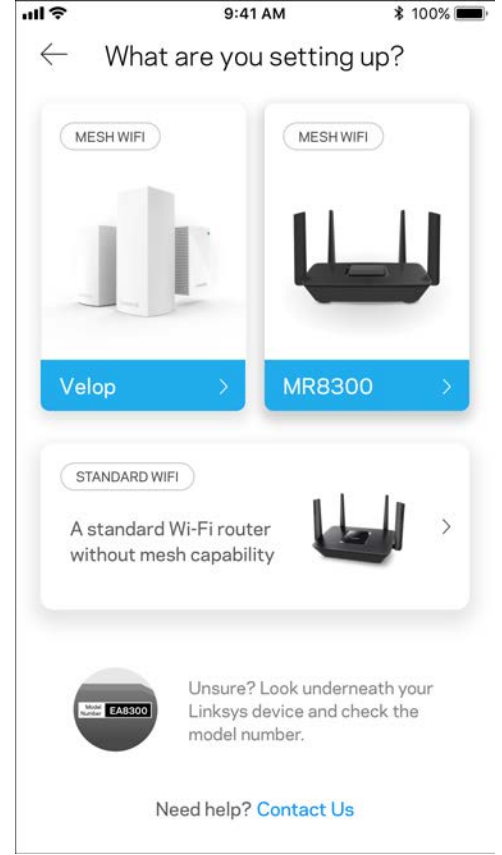 9:41 AM
100%
What are you setting up?
MESH WIFI
MESH WIFI
Velop
MR8300
STANDARD WIFI
A standard Wi-Fi router
without mesh capability
Model
Number
EA8300
Unsure? Look underneath your
Linksys device and check the
model number.
Need help? Contact Us